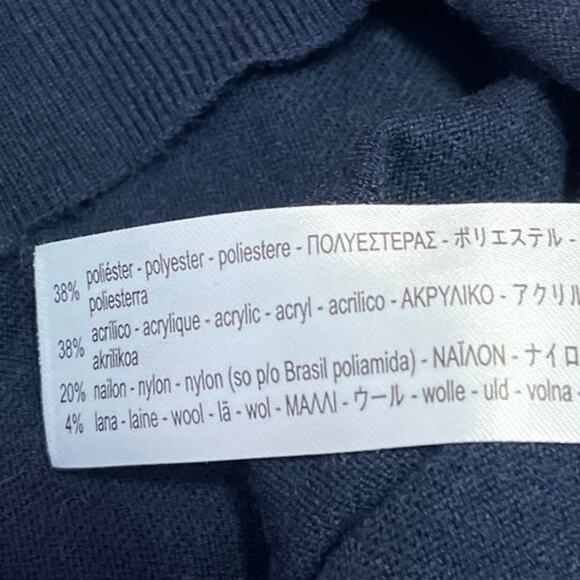 38% poliéster - polyester - poliestere - ΠΟΛΥΕΣΤΕΡΑΣ - ポリエステル -
poliesterra
38% acrílico - acrylique - acrylic - acryl - acrilico - ΑΚΡΥΛΙΚΟ - アクリル
akrilikoa
20% nailon - nylon - nylon (so p/o Brasil poliamida) - ΝΑΪΛΟΝ - ナイロ
4% lana - laine - wool - lã - wol - ΜΑΛΛΙ - ウール - wolle - uld - volna -